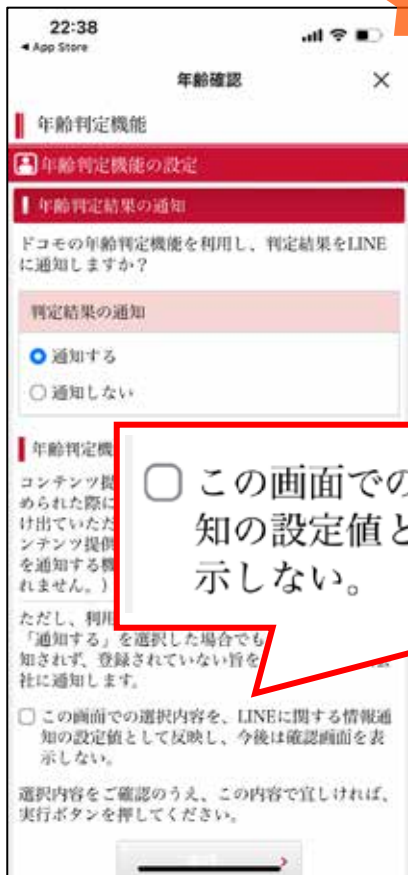 22:38
◀ App Store
年齢確認
年齢判定機能
年齢判定機能の設定
年齢判定結果の通知
ドコモの年齢判定機能を利用し、判定結果をLINE
に通知しますか？
判定結果の通知
通知する
通知しない
年齢判定機
コンテンツ提
められた際に
け出ていただ
ンテンツ提供
を通知する機
れません。）
この画面での
知の設定値と
示しない。
ただし、利用
「通知する」を選択した場合でも
知されず、登録されていない旨を
社に通知します。
この画面での選択内容を、LINEに関する情報通
知の設定値として反映し、今後は確認画面を表
示しない。
選択内容をご確認のうえ、この内容で宜しければ、
実行ボタンを押してください。